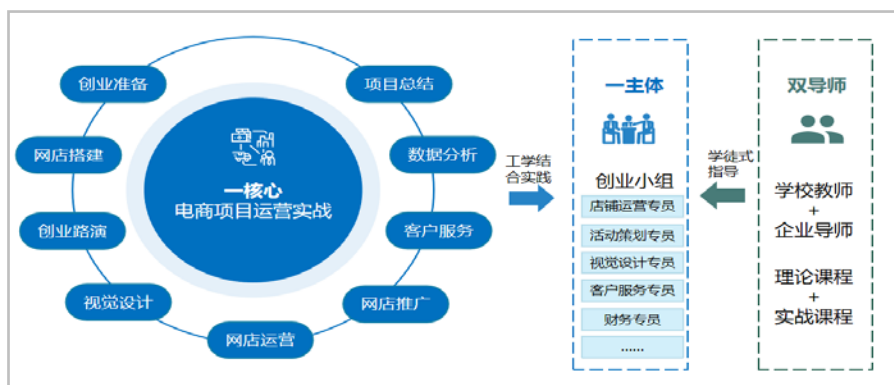 创业准备
网店搭建
创业路演
视觉设计
网店运营
网店推广
客户服务
数据分析
项目总结
一核心
电商项目运营实战
工学结
合实践
一主体
创业小组
店铺运营专员
活动策划专员
视觉设计专员
客户服务专员
财务专员
......
学徒式
指导
双导师
学校教师
+
企业导师
理论课程
+
实战课程